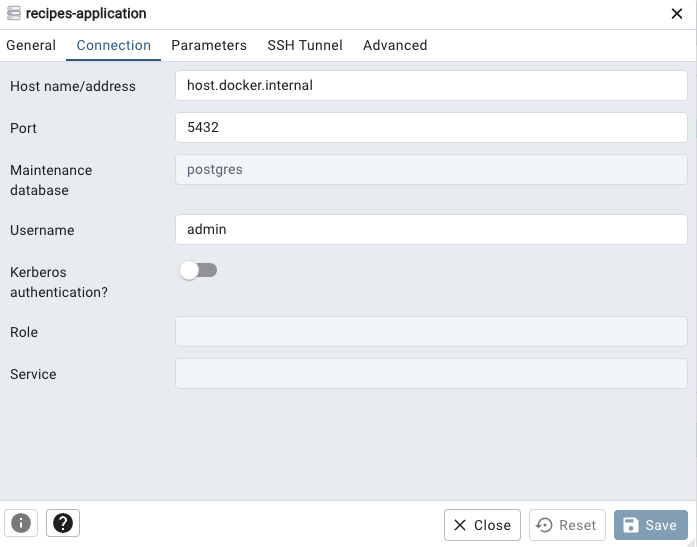 recipes-application
General Connection Parameters SSH Tunnel Advanced
Host name/address host.docker.internal
Port 5432
Maintenance
database postgres
Username admin
Kerberos
authentication?
Role
Service
Close Reset Save